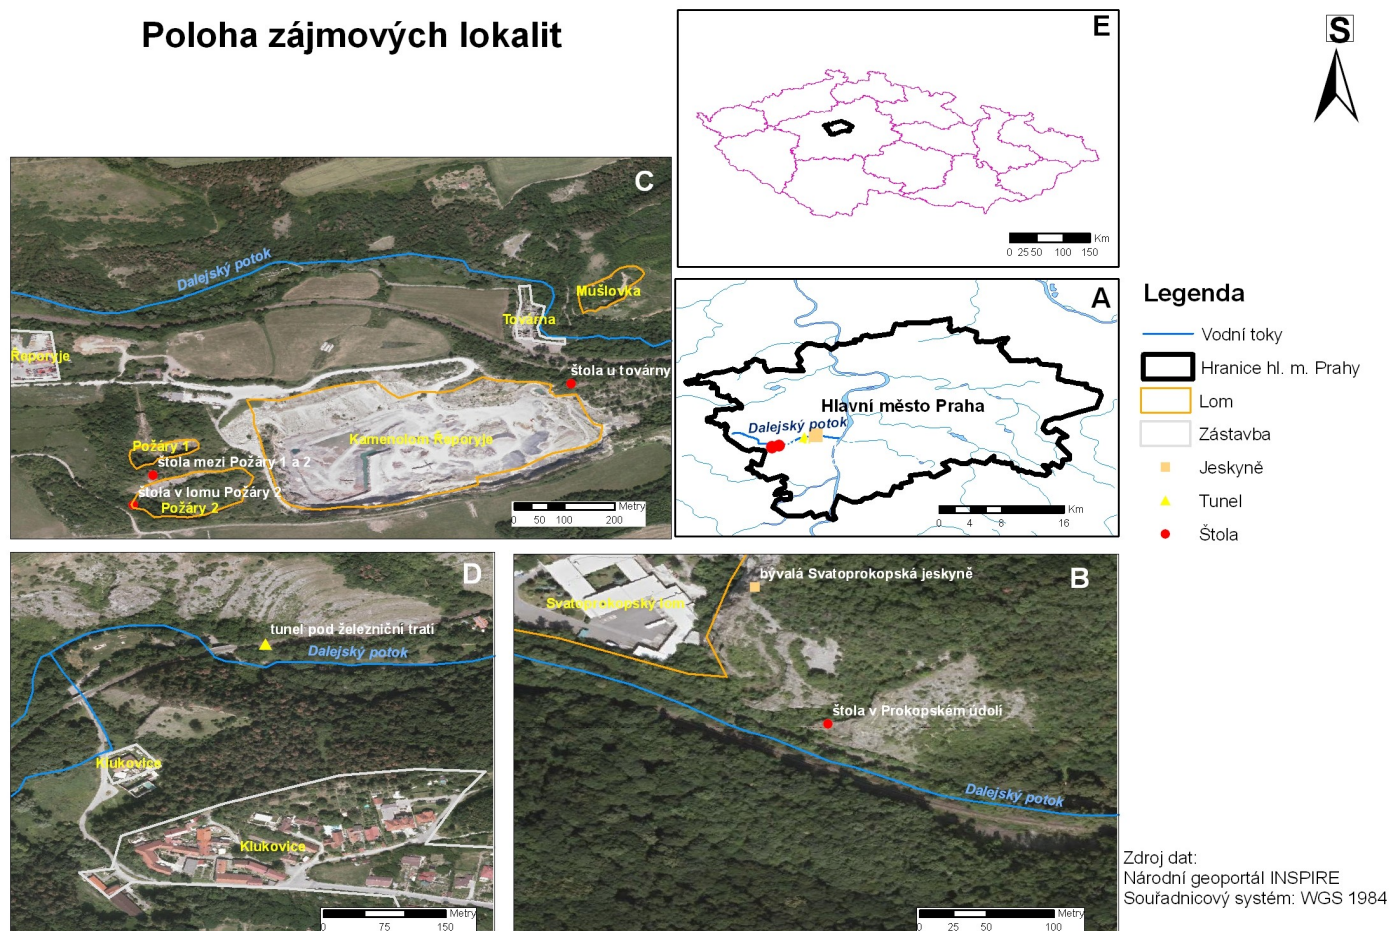 Poloha zájmových lokalit
E
S
0 25 50 100 150 Km
C
Dalejský potok
Mušlovka
Továrna
Řeporyje
štola u továrny
Kamenolom Řeporyje
Požáry 1
štola mezi Požáry 1 a 2
štola v lomu Požáry 2
Požáry 2
Metry
0 50 100 200
A
Hlavní město Praha
Dalejský potok
Km
0 4 8 16
Legenda
Vodní toky
Hranice hl. m. Prahy
Lom
Zástavba
Jeskyně
Tunel
Štola
D
tunel pod železniční tratí
Dalejský potok
Klukovice
Klukovice
Metry
0 75 150
B
bývalá Svatoprokopská jeskyně
Svatoprokopský lom
štola v Prokopském údolí
Dalejský potok
Metry
0 25 50 100
Zdroj dat:
Národní geoportál INSPIRE
Souřadnicový systém: WGS 1984